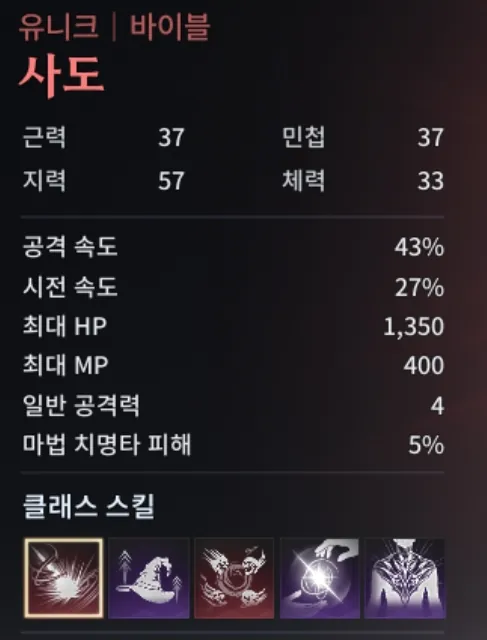 유니크 | 바이블
사도
근력 37 민첩 37
지력 57 체력 33
공격 속도 43%
시전 속도 27%
최대 HP 1,350
최대 MP 400
일반 공격력 4
마법 치명타 피해 5%
클래스 스킬